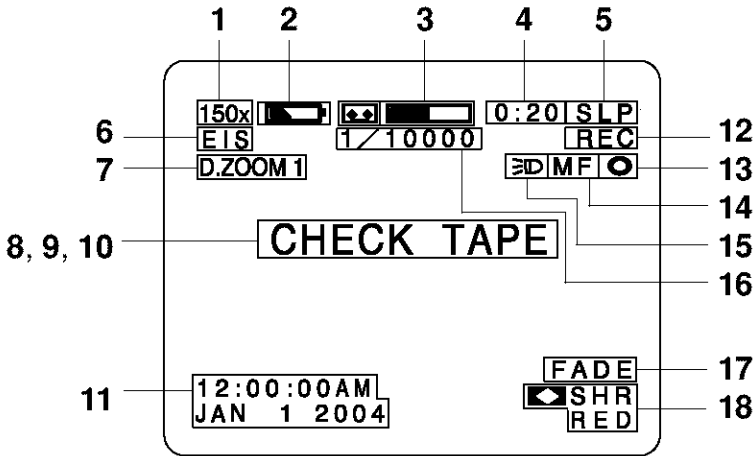 1 2 3 4 5
150x 0:20 SLP
6 EIS 1/10000 REC 12
7 D.ZOOM 1 MF 13
14
8, 9, 10 CHECK TAPE 15
16
FADE 17
11 12:00:00AM SHR 18
JAN 1 2004 RED